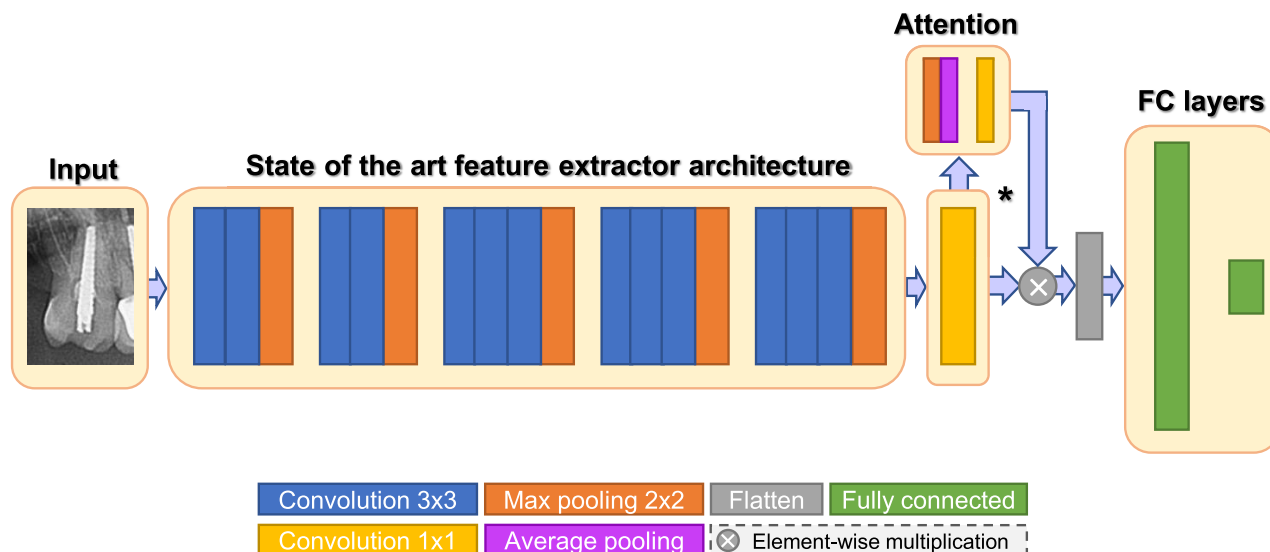 Attention
FC layers
Input
State of the art feature extractor architecture
*
Convolution 3x3
Max pooling 2x2
Flatten
Fully connected
Convolution 1x1
Average pooling
Element-wise multiplication